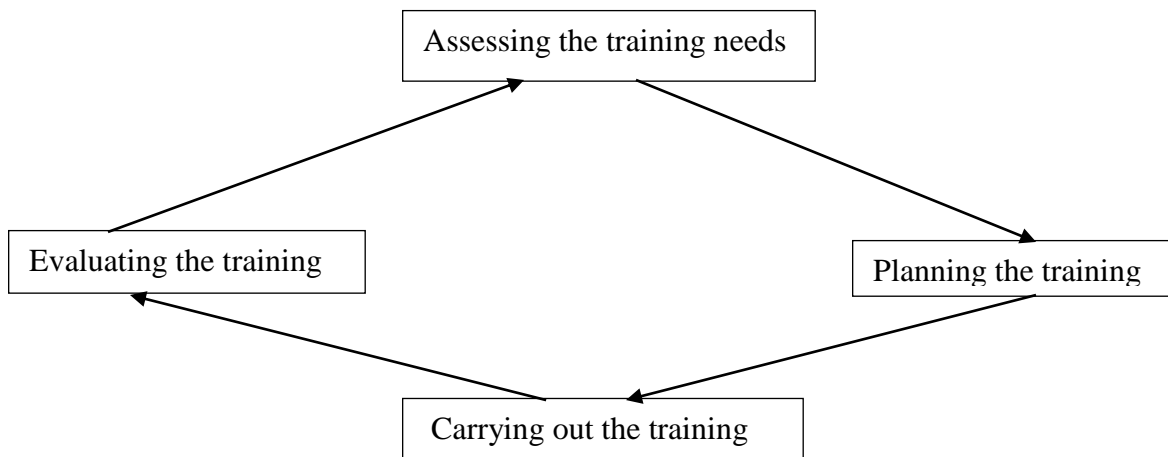 Assessing the training needs
Evaluating the training
Planning the training
Carrying out the training